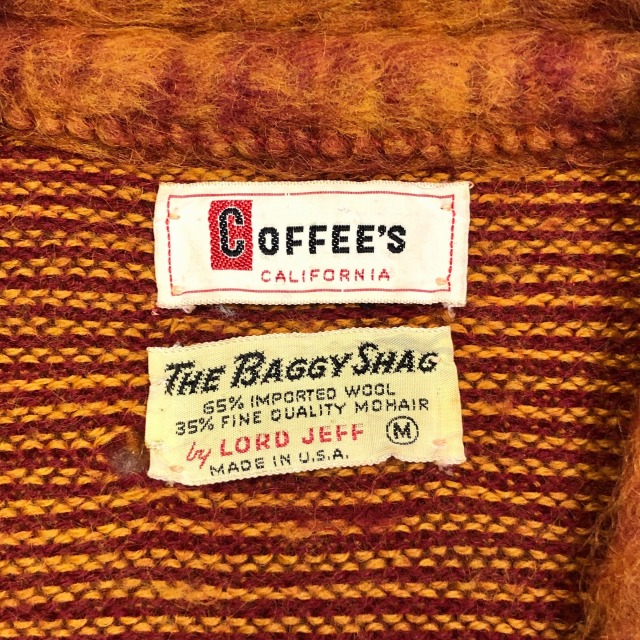 COFFEE'S
CALIFORNIA
THE BAGGY SHAG
65% IMPORTED WOOL
35% FINE QUALITY MOHAIR
by LORD JEFF M
MADE IN U.S.A.